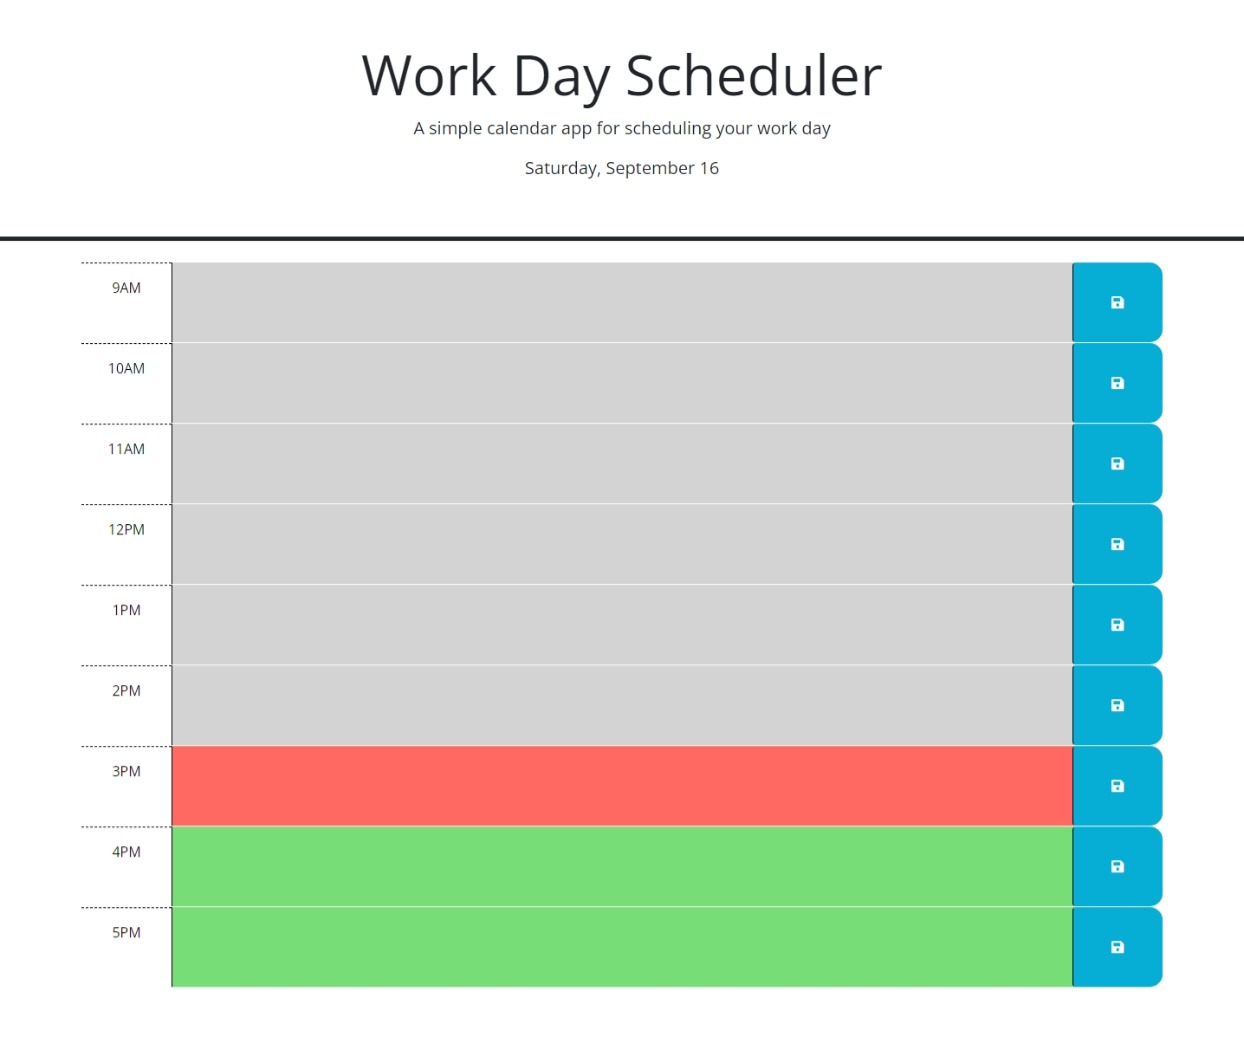 Work Day Scheduler
A simple calendar app for scheduling your work day
Saturday, September 16
9AM
10AM
11AM
12PM
1PM
2PM
3PM
4PM
5PM